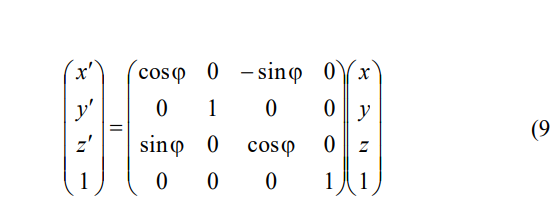 x′ cosφ 0 − sinφ 0 x
y′ 0 1 0 0 y
z′ = sinφ 0 cosφ 0 z (9
1 0 0 0 1 1